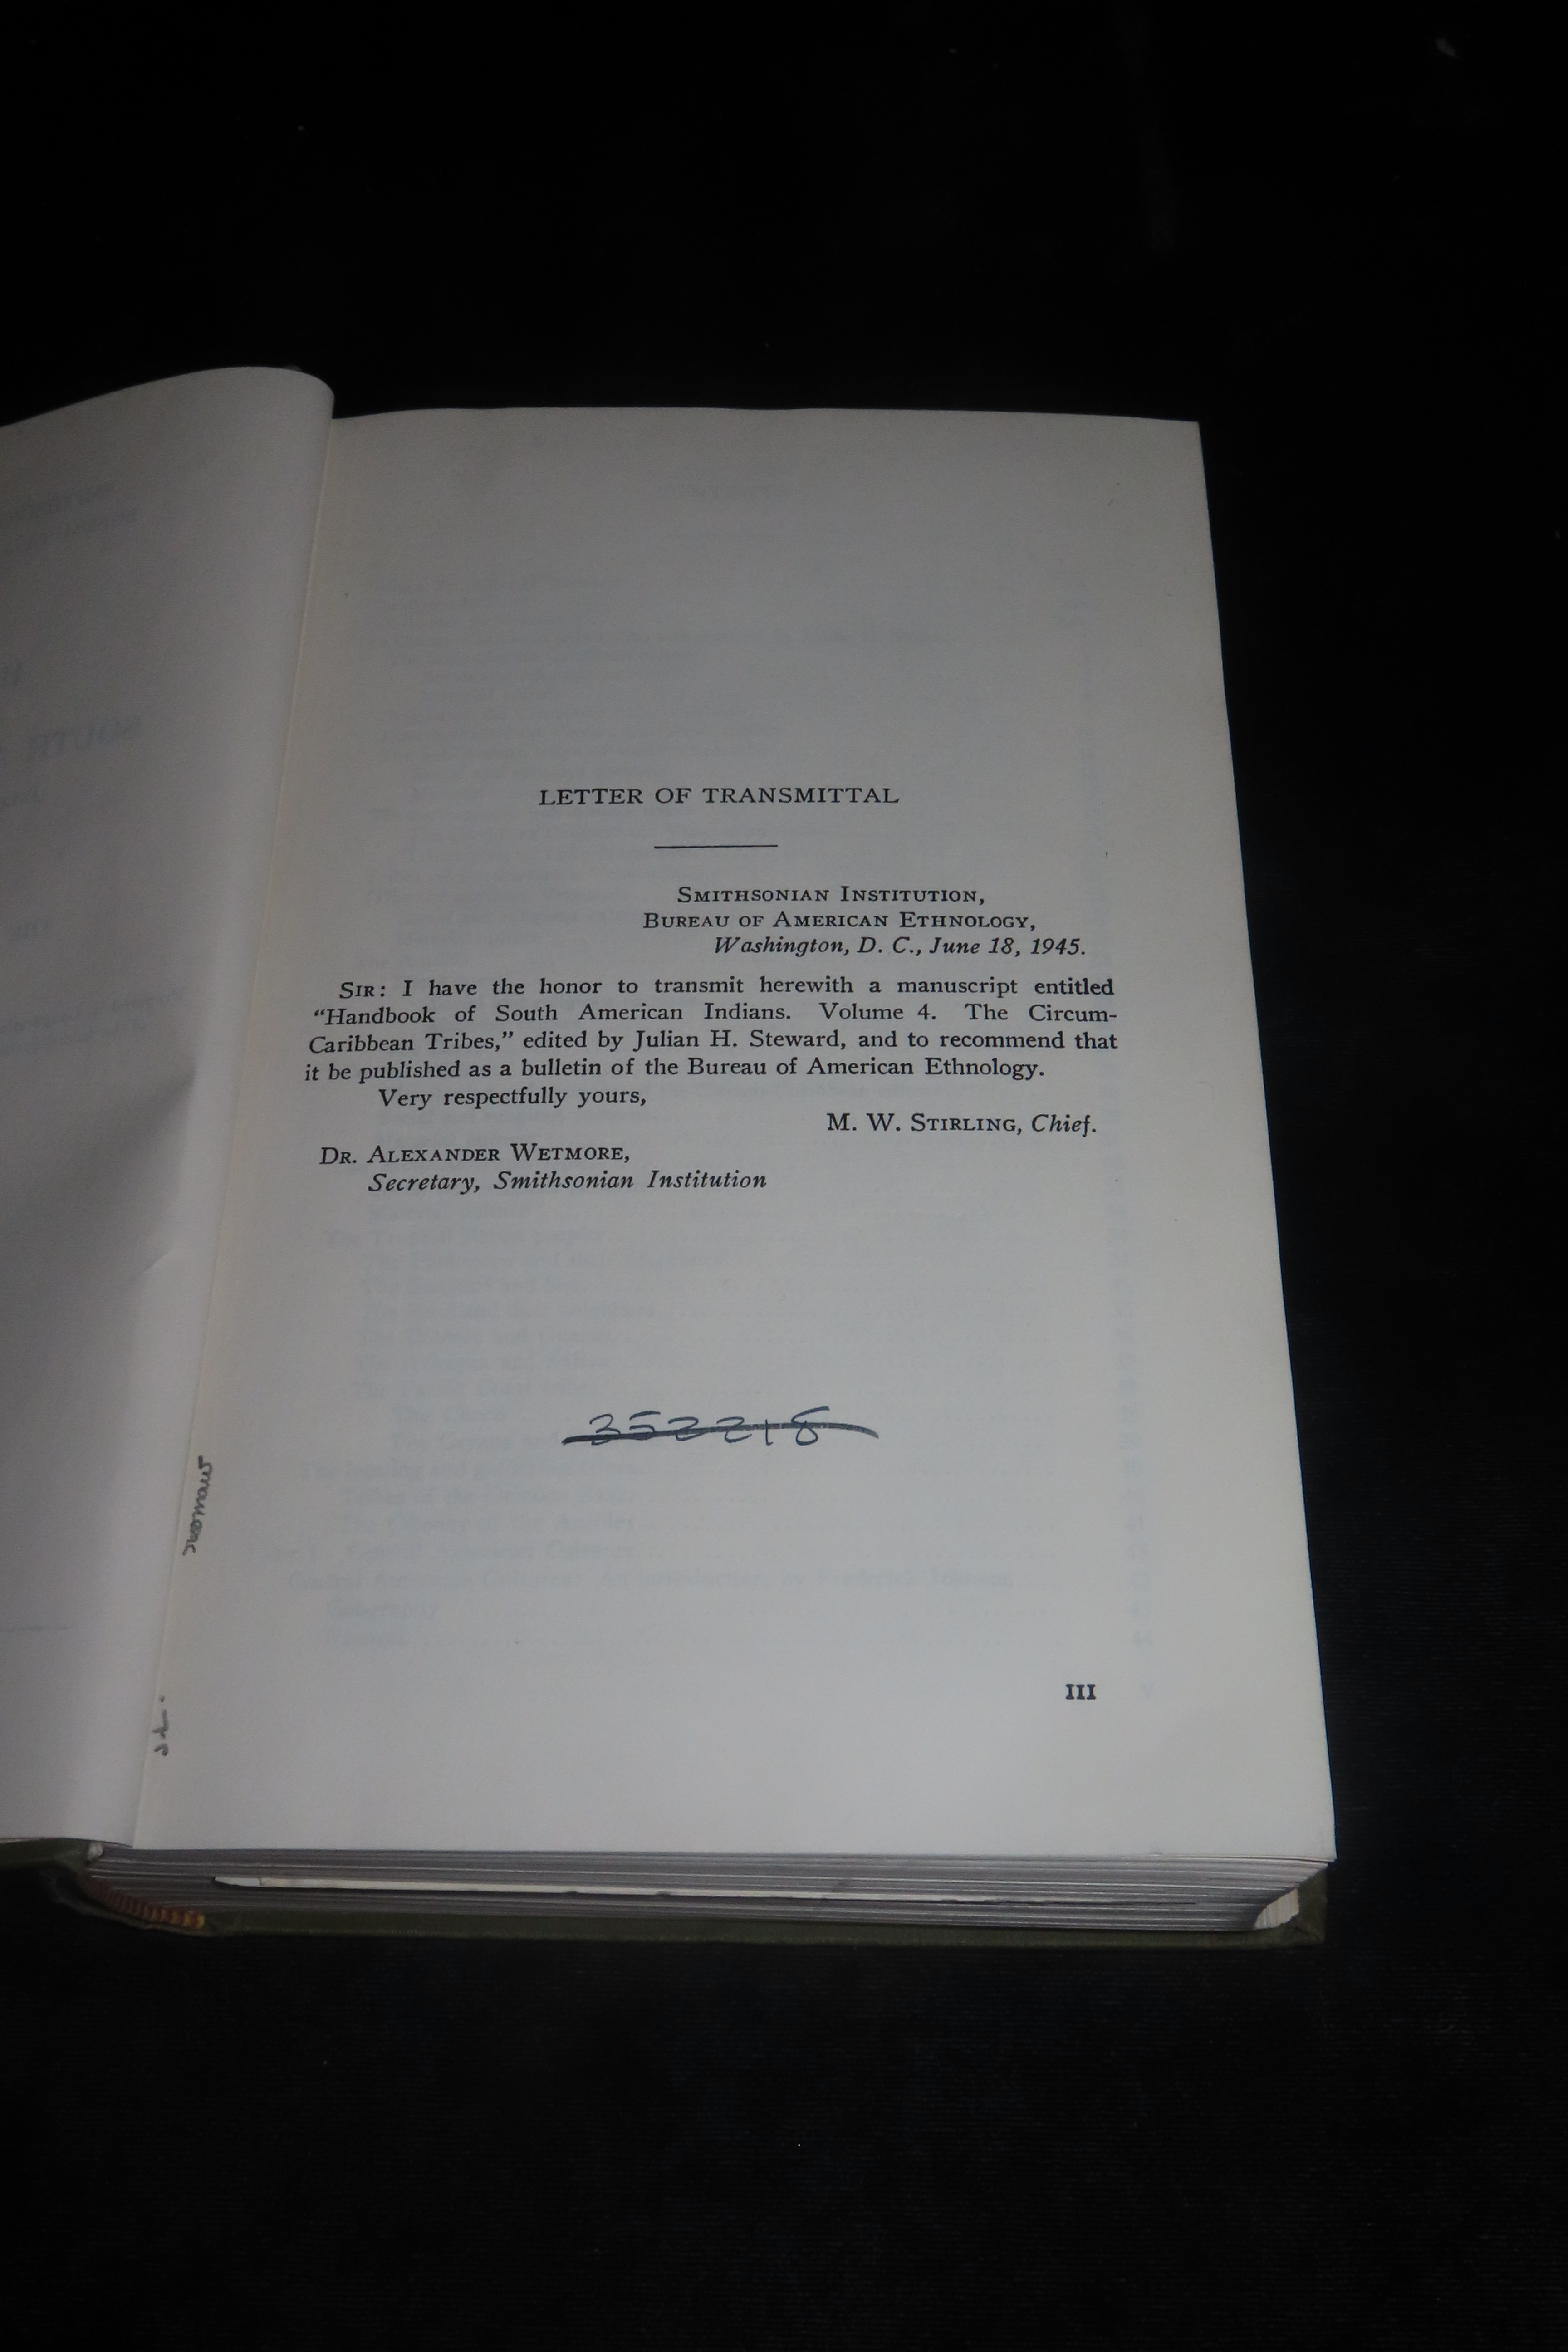 LETTER OF TRANSMITTAL
SMITHSONIAN INSTITUTION,
BUREAU OF AMERICAN ETHNOLOGY,
Washington, D. C., June 18, 1945.
SIR: I have the honor to transmit herewith a manuscript entitled
“Handbook of South American Indians. Volume 4. The Circum-
Caribbean Tribes,” edited by Julian H. Steward, and to recommend that
it be published as a bulletin of the Bureau of American Ethnology.
Very respectfully yours,
M. W. STIRLING, Chief.
DR. ALEXANDER WETMORE,
Secretary, Smithsonian Institution
352218
III